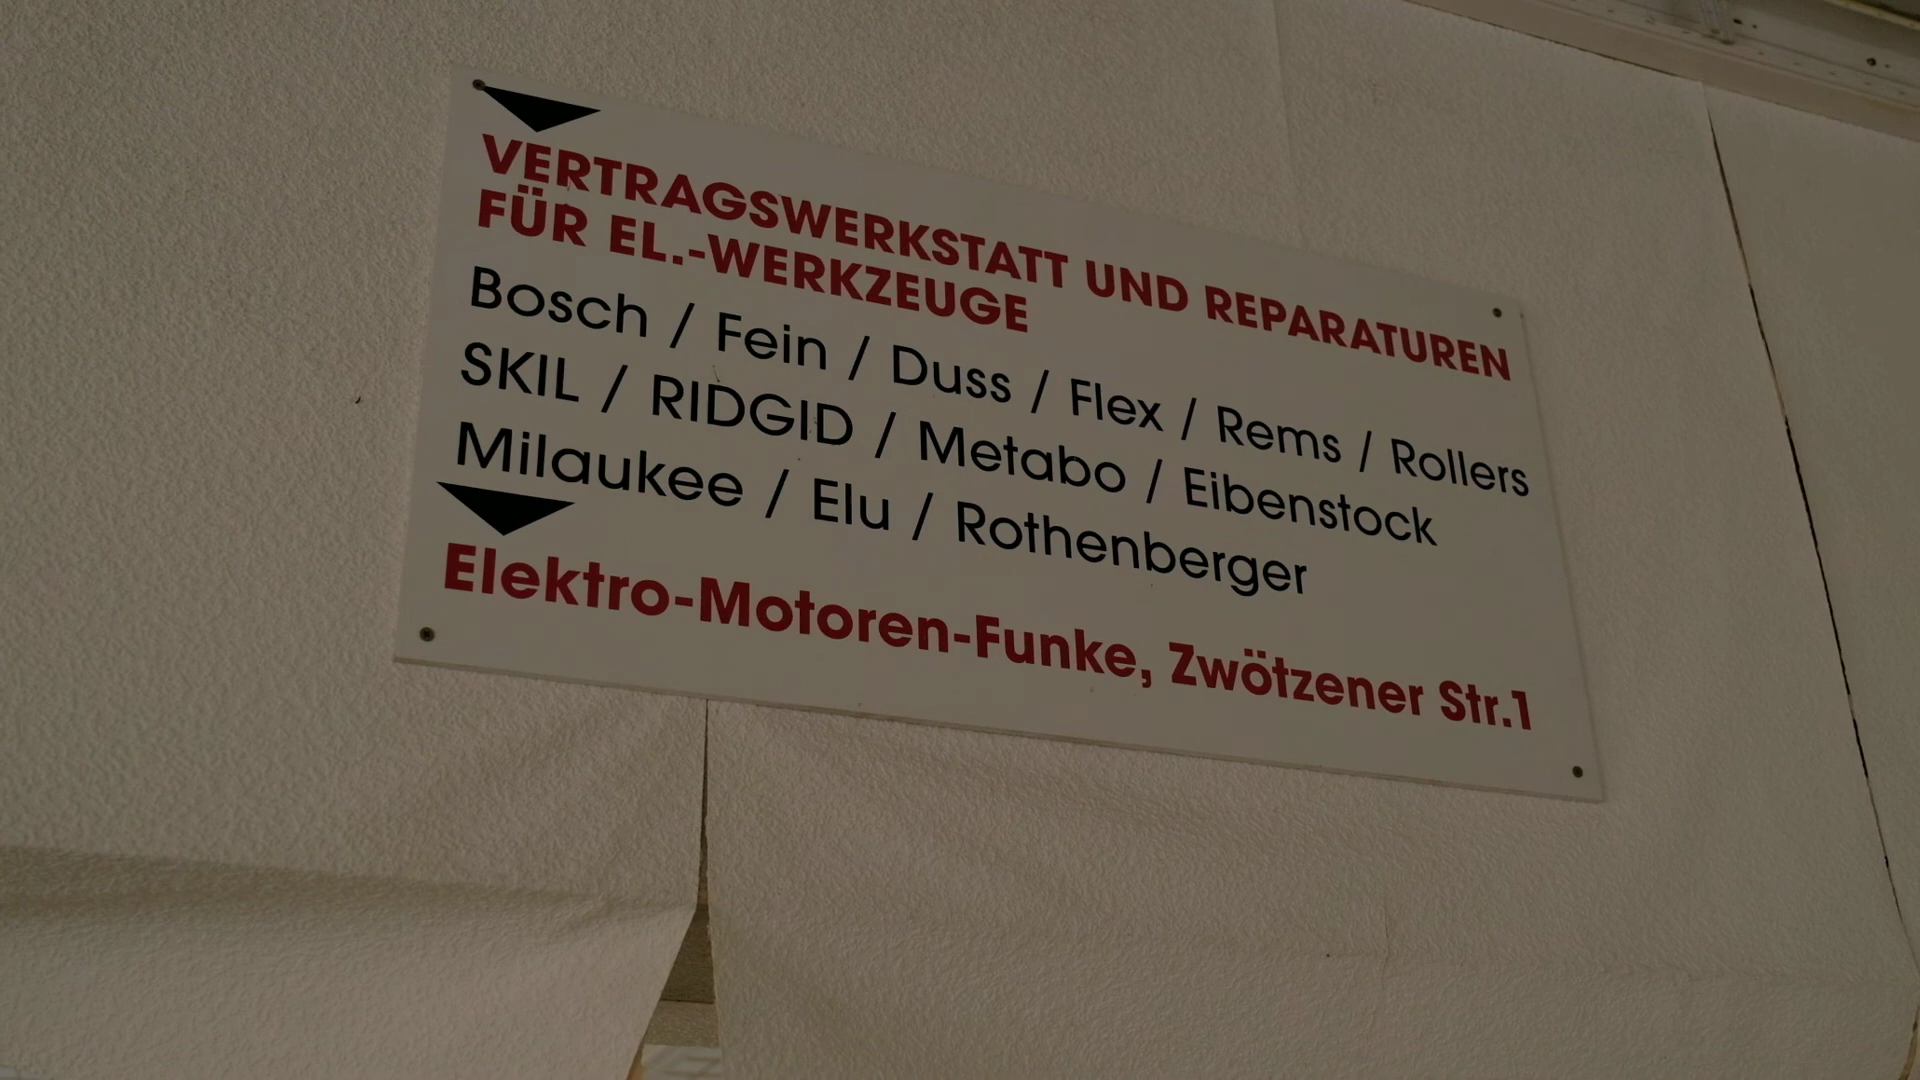 VERTRAGSWERKSTATT UND REPARATUREN
FÜR EL.-WERKZEUGE
Bosch / Fein / Duss / Flex / Rems / Rollers
SKIL / RIDGID / Metabo / Eibenstock
Milaukee / Elu / Rothenberger
Elektro-Motoren-Funke, Zwötzener Str.1